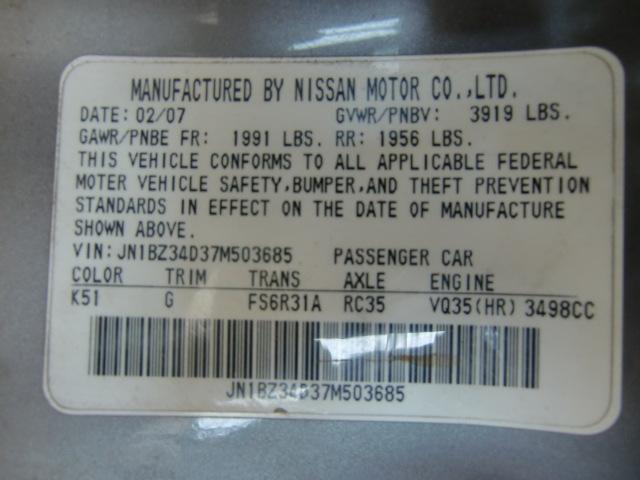 MANUFACTURED BY NISSAN MOTOR CO.,LTD.
DATE: 02/07 GVWR/PNBV: 3919 LBS.
GAWR/PNBE FR: 1991 LBS. RR: 1956 LBS.
THIS VEHICLE CONFORMS TO ALL APPLICABLE FEDERAL
MOTER VEHICLE SAFETY,BUMPER,AND THEFT PREVENTION
STANDARDS IN EFFECT ON THE DATE OF MANUFACTURE
SHOWN ABOVE.
VIN:JN1BZ34D37M503685 PASSENGER CAR
COLOR TRIM TRANS AXLE ENGINE
K51 G FS6R31A RC35 VQ35(HR) 3498CC
JN1BZ34D37M503685